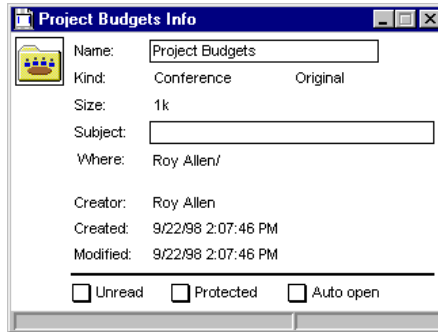 Project Budgets Info
Name: Project Budgets
Kind: Conference Original
Size: 1k
Subject:
Where: Roy Allen/
Creator: Roy Allen
Created: 9/22/98 2:07:46 PM
Modified: 9/22/98 2:07:46 PM
Unread Protected Auto open